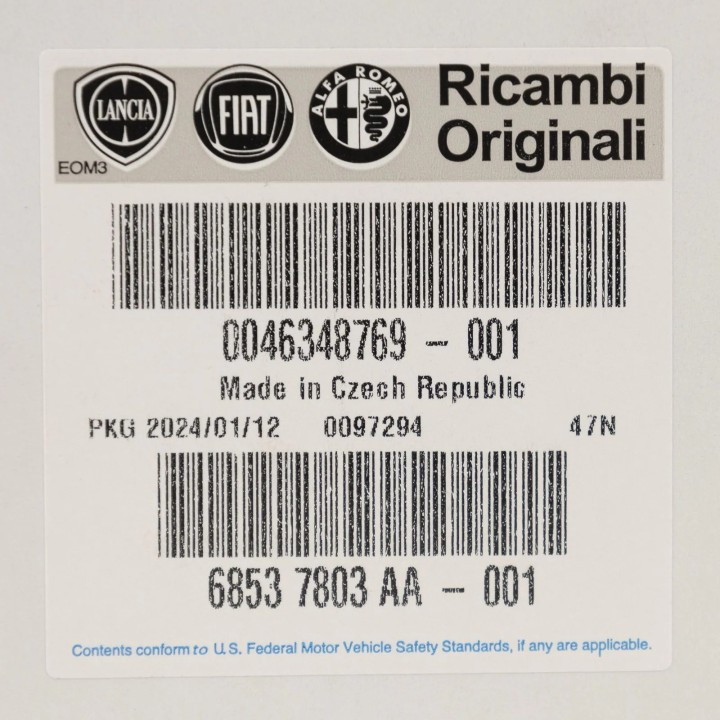 LANCIA
FIAT
ALFA ROMEO
Ricambi
Originali
EOM3
0046348769 - 001
Made in Czech Republic
PKG 2024/01/12 0097294 47N
6853 7803 AA - 001
Contents conform to U.S. Federal Motor Vehicle Safety Standards, if any are applicable.